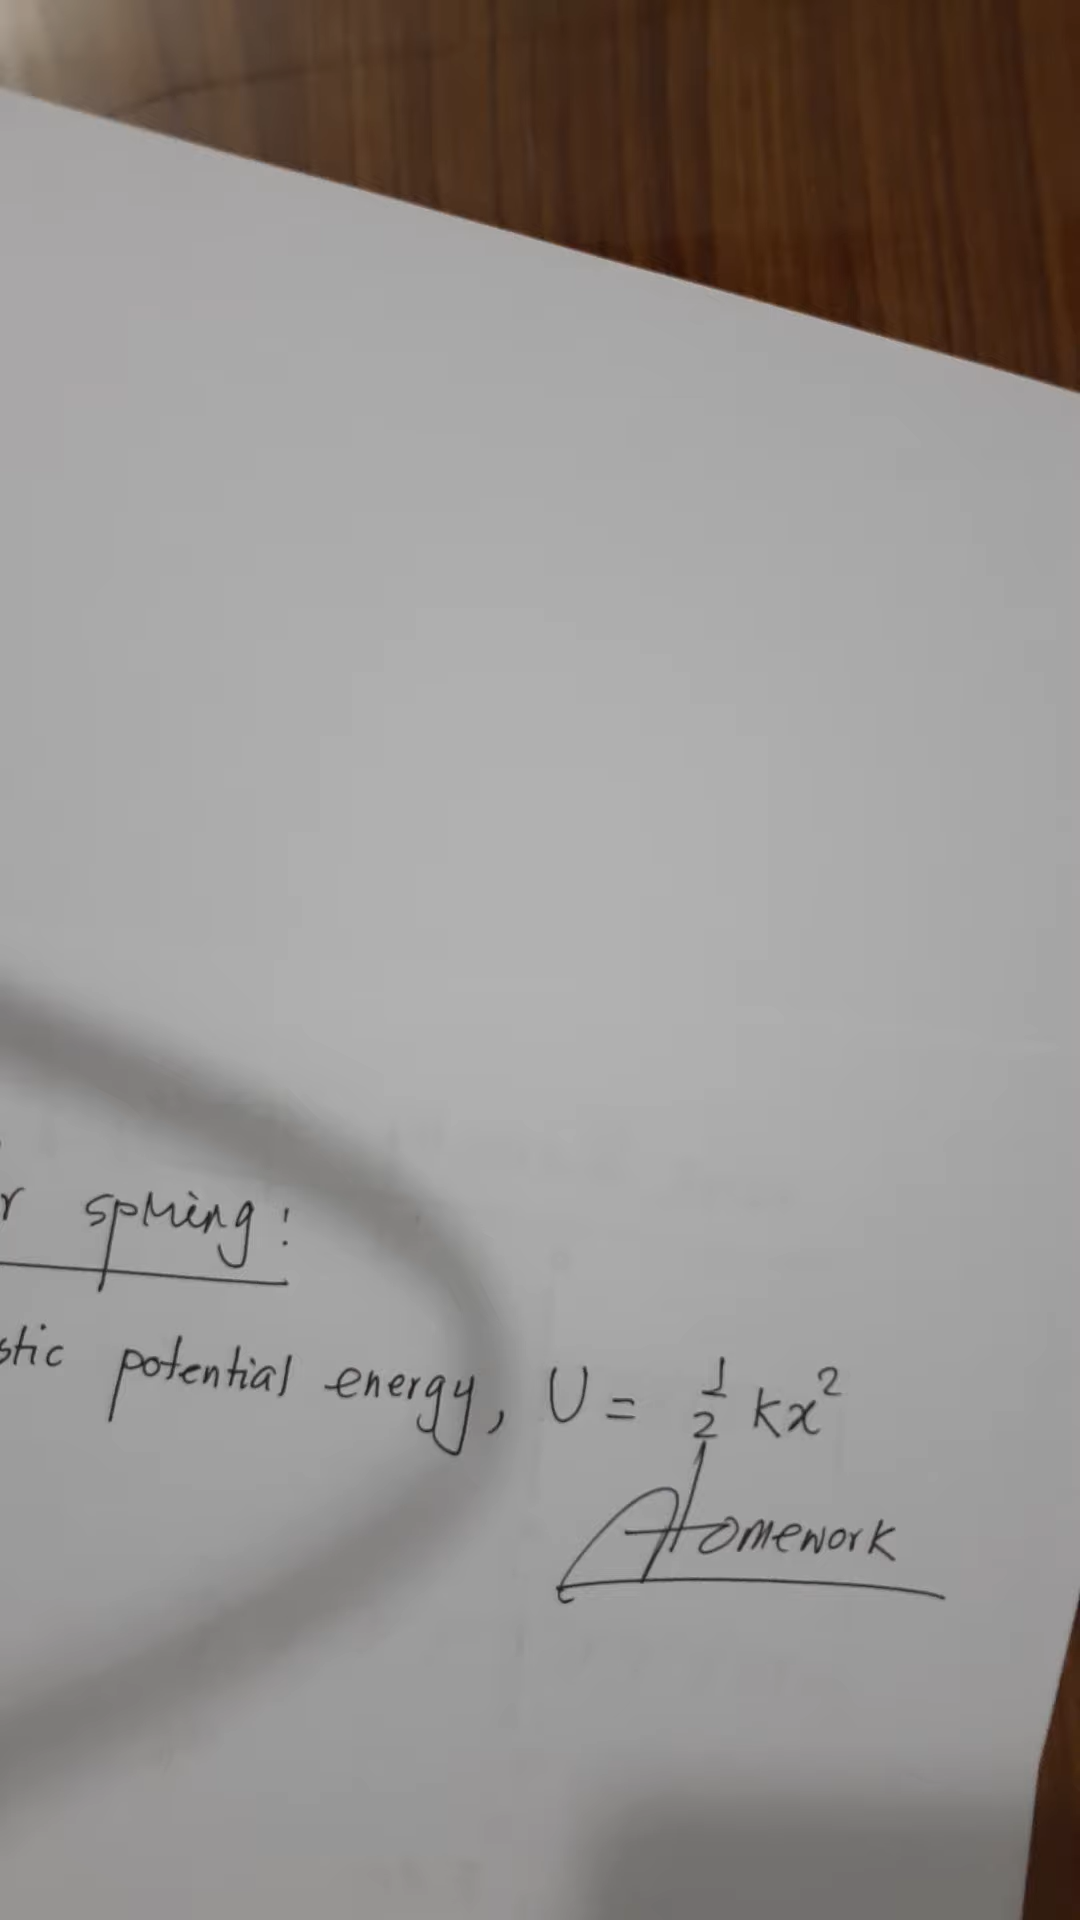 r spring:
stic potential energy, U = 1/2 kx²
Homework